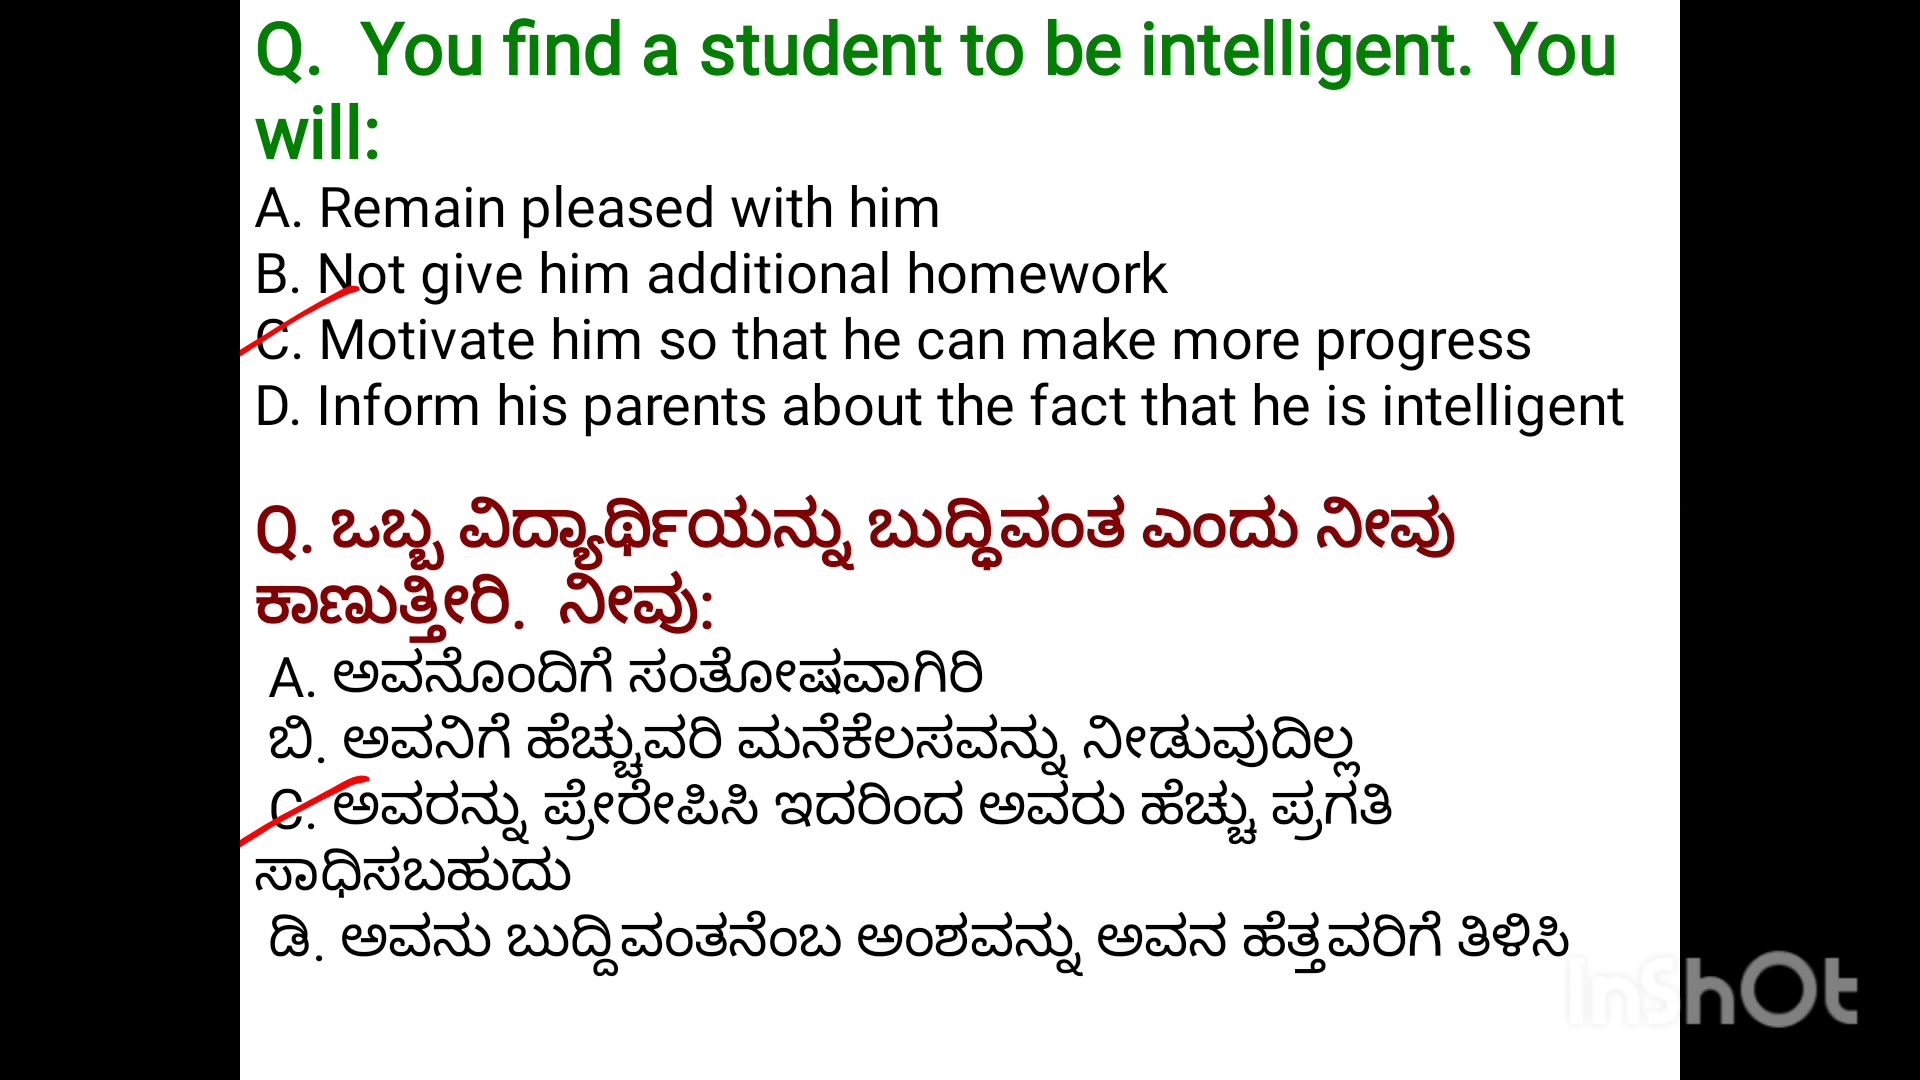 Q. You find a student to be intelligent. You
will:
A. Remain pleased with him
B. Not give him additional homework
C. Motivate him so that he can make more progress
D. Inform his parents about the fact that he is intelligent
Q. ಒಬ್ಬ ವಿದ್ಯಾರ್ಥಿಯನ್ನು ಬುದ್ಧಿವಂತ ಎಂದು ನೀವು
ಕಾಣುತ್ತೀರಿ. ನೀವು:
A. ಅವನೊಂದಿಗೆ ಸಂತೋಷವಾಗಿರಿ
ಬಿ. ಅವನಿಗೆ ಹೆಚ್ಚುವರಿ ಮನೆಕೆಲಸವನ್ನು ನೀಡುವುದಿಲ್ಲ
C. ಅವರನ್ನು ಪ್ರೇರೇಪಿಸಿ ಇದರಿಂದ ಅವರು ಹೆಚ್ಚು ಪ್ರಗತಿ
ಸಾಧಿಸಬಹುದು
ಡಿ. ಅವನು ಬುದ್ದಿವಂತನೆಂಬ ಅಂಶವನ್ನು ಅವನ ಹೆತ್ತವರಿಗೆ ತಿಳಿಸಿ
InShOt